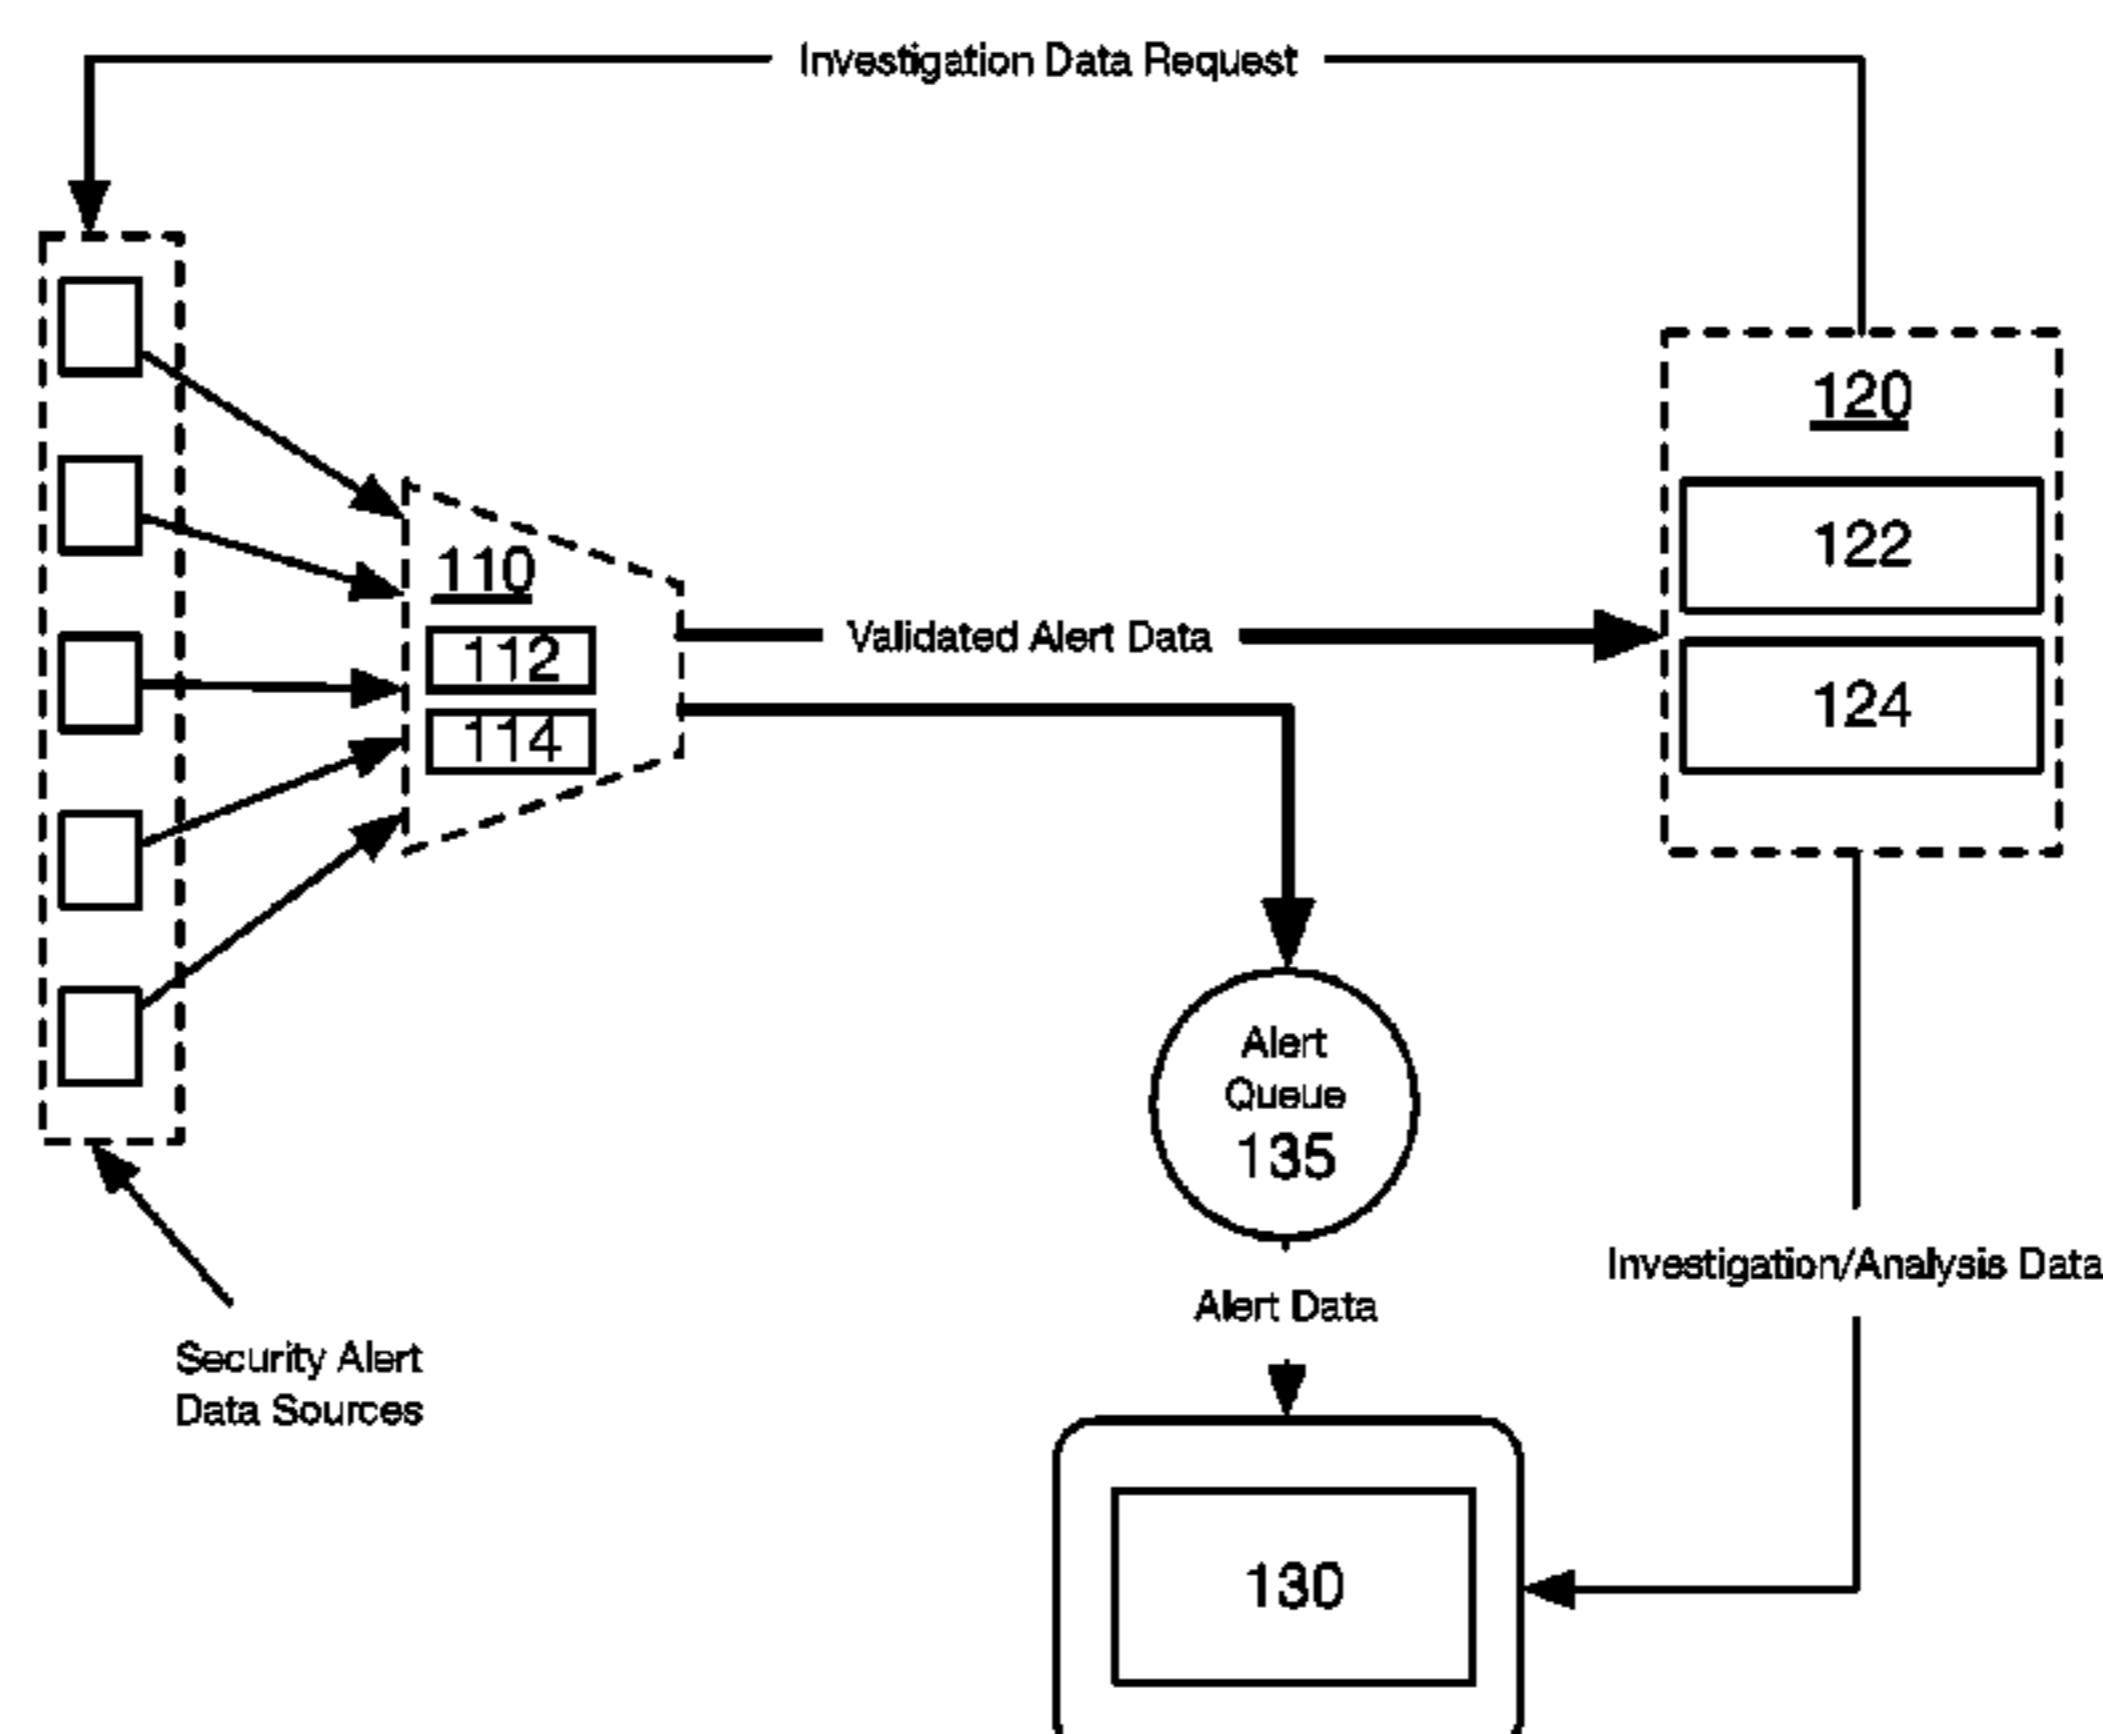 Investigation Data Request
120
122
110
Validated Alert Data
112
124
114
Alert
Queue
135
Investigation/Analysis Data
Alert Data
Security Alert
Data Sources
130